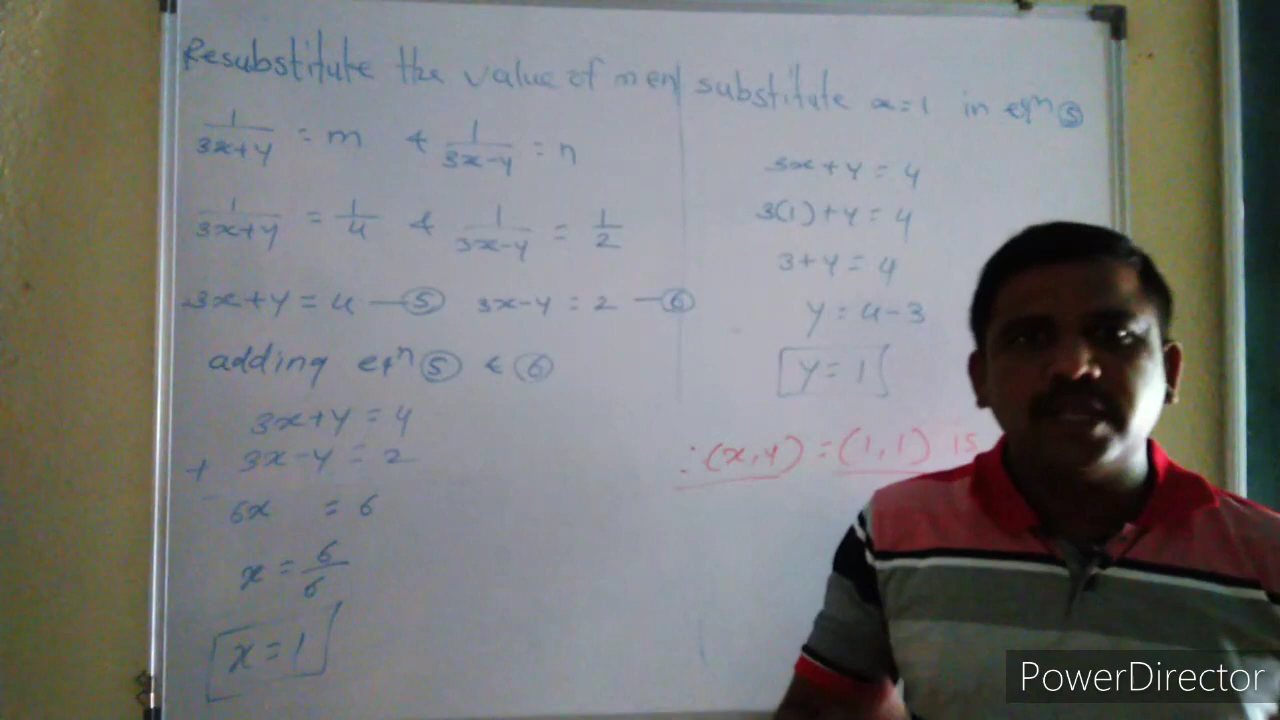 Resubstitute the value of m en
1/(3x+y) = m & 1/(3x-y) = n
1/(3x+y) = 1/4 & 1/(3x-y) = 1/2
3x+y = 4 —⑤ 3x-y = 2 —⑥
adding eqⁿ ⑤ & ⑥
3x+y = 4
+ 3x-y = 2
6x = 6
x = 6/6
x = 1
substitute x=1 in eqⁿ ⑤
3x+y = 4
3(1)+y = 4
3+y = 4
y = 4-3
y = 1
∴ (x,y) = (1,1) is
PowerDirector